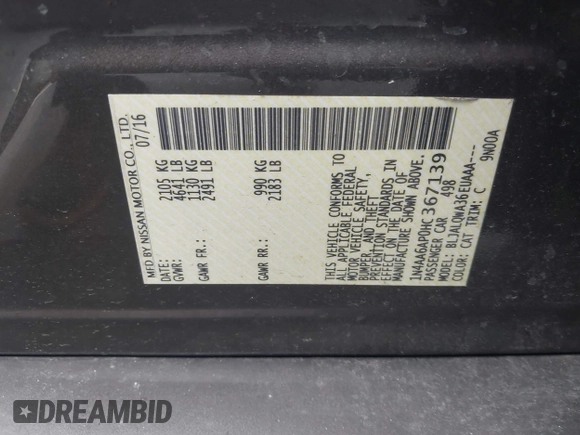 MFD BY NISSAN MOTOR CO., LTD. 07/16
GVWR: 2105 KG
4641 LB
GAWR FR.: 1130 KG
2491 LB
GAWR RR.: 990 KG
2183 LB
THIS VEHICLE CONFORMS TO
ALL APPLICABLE FEDERAL
MOTOR VEHICLE SAFETY,
BUMPER, AND THEFT
PREVENTION STANDARDS IN
EFFECT ON THE DATE OF
MANUFACTURE SHOWN ABOVE.
1N4AA6AP0HC367139
PASSENGER CAR 498
MODEL: BLJALQWA36EUAAA---
COLOR: CAT TRIM: C 9N00A
DREAMBID